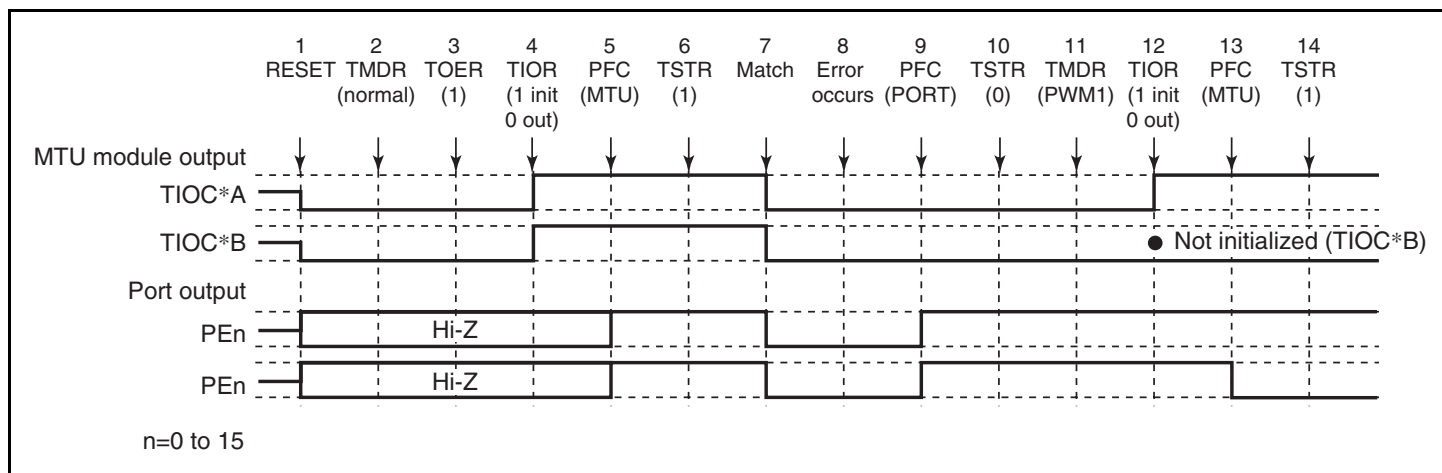 1 2 3 4 5 6 7 8 9 10 11 12 13 14
RESET TMDR TOER TIOR PFC TSTR Match Error PFC TSTR TMDR TIOR PFC TSTR
(normal) (1) (1 init (MTU) (1) occurs (PORT) (0) (PWM1) (1 init (MTU) (1)
0 out) 0 out)
MTU module output
TIOC*A
TIOC*B ● Not initialized (TIOC*B)
Port output
PEn Hi-Z
PEn Hi-Z
n=0 to 15